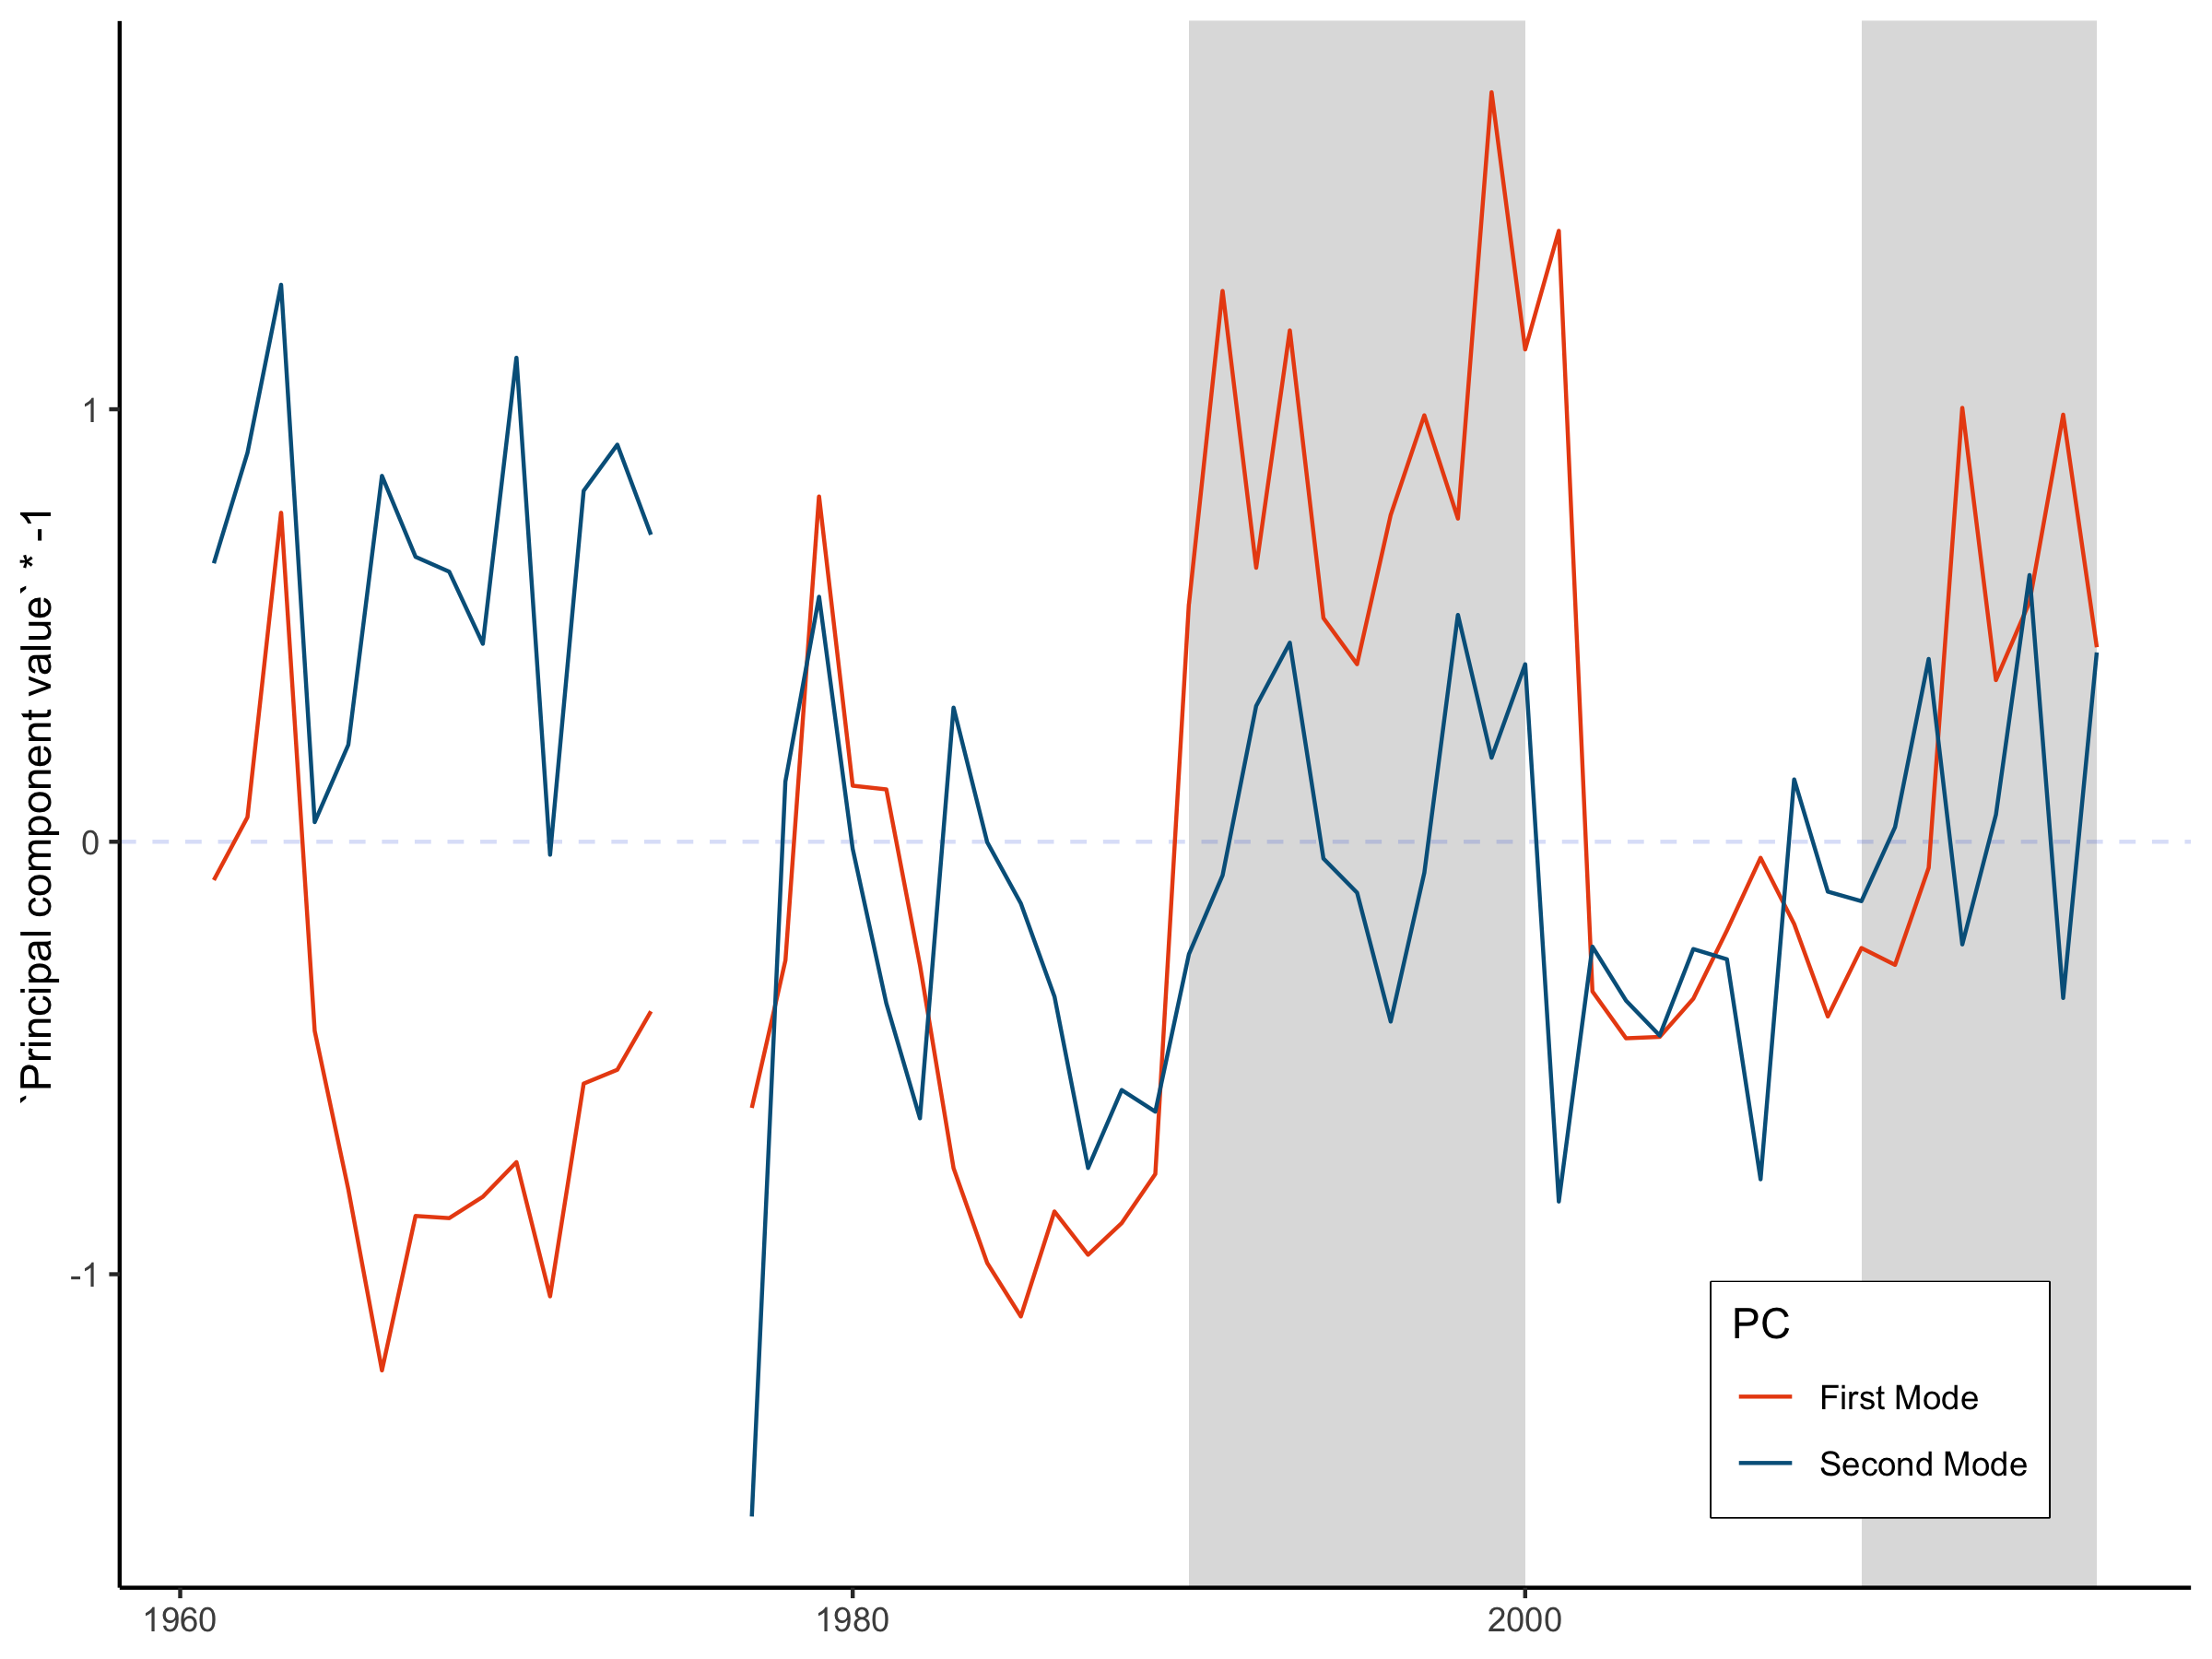 `Principal component value` * -1
1
0
-1
1960
1980
2000
PC
First Mode
Second Mode